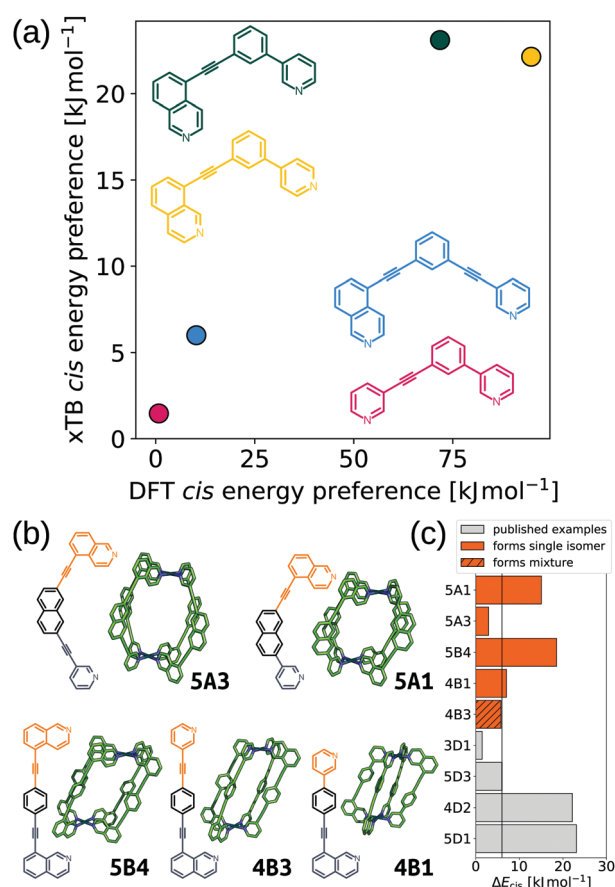 (a)
xTB cis energy preference [kJ mol⁻¹]
20
15
10
5
0
N
N
N
N
N
N
N
N
0 25 50 75
DFT cis energy preference [kJ mol⁻¹]
(b)
N
N
5A3
N
N
5A1
N
N
5B4
N
N
4B3
N
N
4B1
(c)
published examples
forms single isomer
forms mixture
5A1
5A3
5B4
4B1
4B3
3D1
5D3
4D2
5D1
0 10 20 30
ΔEcis [kJ mol⁻¹]